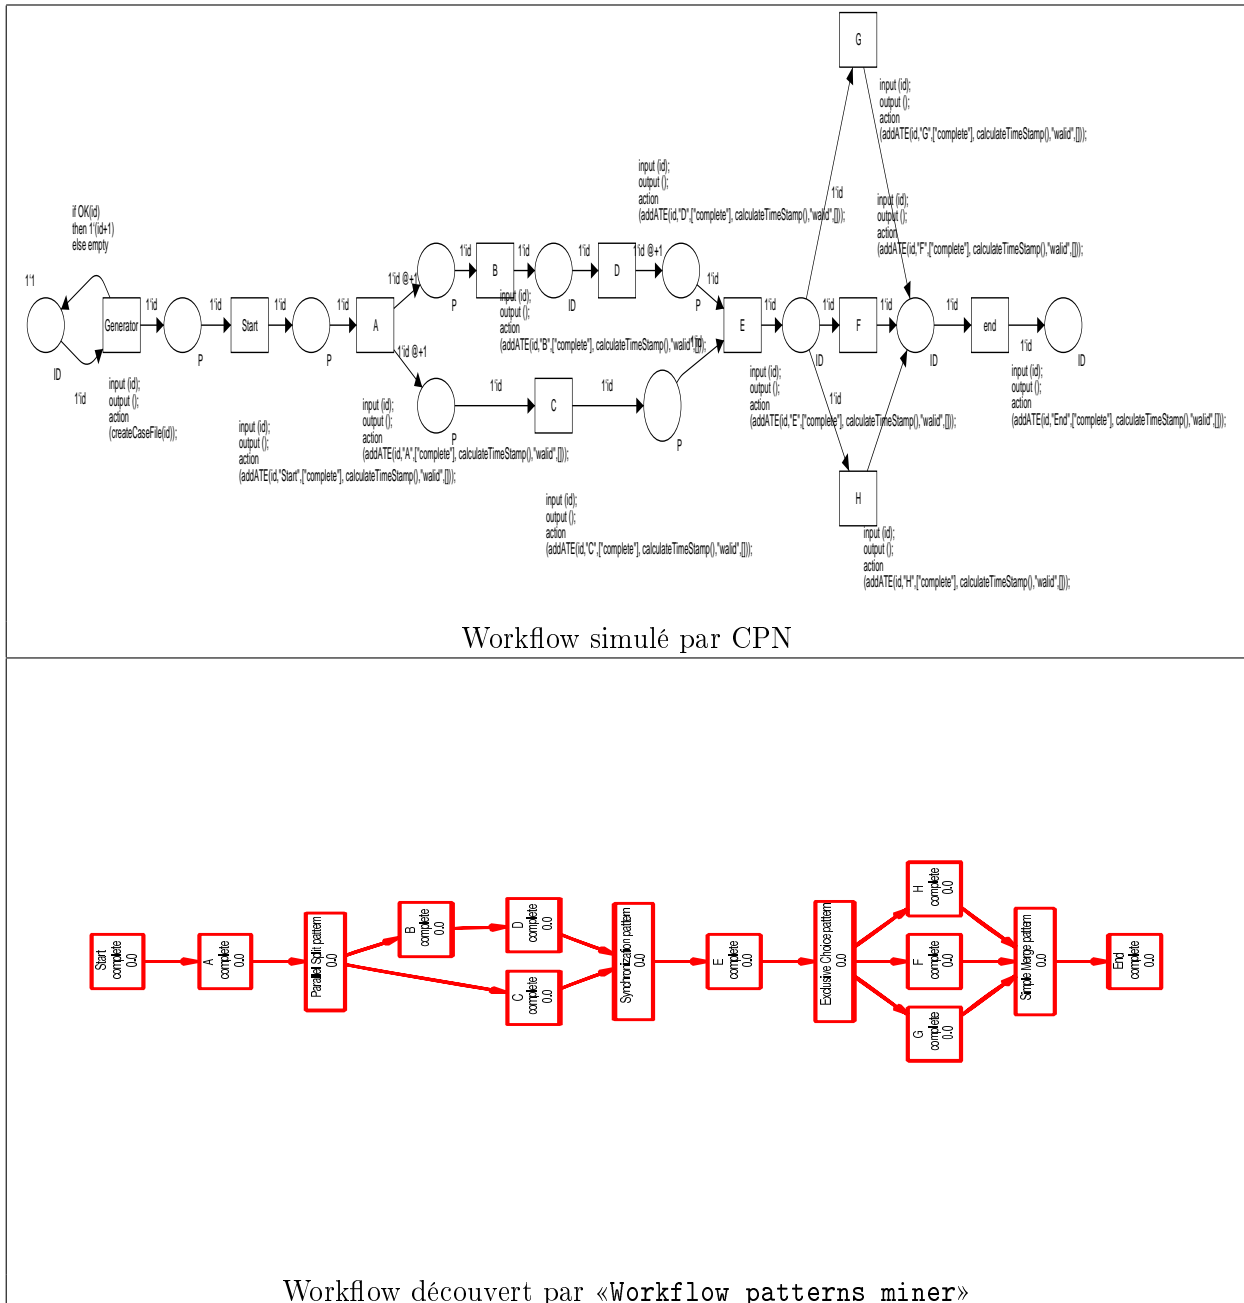 G
input (id);
output ();
action
(addATE(id,"G",["complete"], calculateTimeStamp(),"walid",[]));
input (id);
output ();
action
(addATE(id,"D",["complete"], calculateTimeStamp(),"walid",[]));
1'id
input (id);
output ();
action
(addATE(id,"F",["complete"], calculateTimeStamp(),"walid",[]));
if OK(id)
then 1'(id+1)
else empty
1'1
Generator
ID
1'id
1'id
P
1'id
Start
1'id
P
1'id
A
1'id @+1
P
1'id
B
1'id
ID
1'id
D
1'id @+1
P
1'id
1'id @+1
P
1'id
C
1'id
P
1'id
E
1'id
ID
1'id
F
1'id
ID
1'id
end
1'id
ID
1'id
H
input (id);
output ();
action
(createCaseFile(id));
input (id);
output ();
action
(addATE(id,"Start",["complete"], calculateTimeStamp(),"walid",[]));
input (id);
output ();
action
(addATE(id,"A",["complete"], calculateTimeStamp(),"walid",[]));
input (id);
output ();
action
(addATE(id,"B",["complete"], calculateTimeStamp(),"walid",[]));
input (id);
output ();
action
(addATE(id,"C",["complete"], calculateTimeStamp(),"walid",[]));
input (id);
output ();
action
(addATE(id,"E",["complete"], calculateTimeStamp(),"walid",[]));
input (id);
output ();
action
(addATE(id,"End",["complete"], calculateTimeStamp(),"walid",[]));
input (id);
output ();
action
(addATE(id,"H",["complete"], calculateTimeStamp(),"walid",[]));
Workflow simulé par CPN
Start
complete
0.0
A
complete
0.0
Parallel Split pattern
0.0
B
complete
0.0
D
complete
0.0
C
complete
0.0
Synchronization pattern
0.0
E
complete
0.0
Exclusive Choice pattern
0.0
H
complete
0.0
F
complete
0.0
G
complete
0.0
Simple Merge pattern
0.0
End
complete
0.0
Workflow découvert par «Workflow patterns miner»